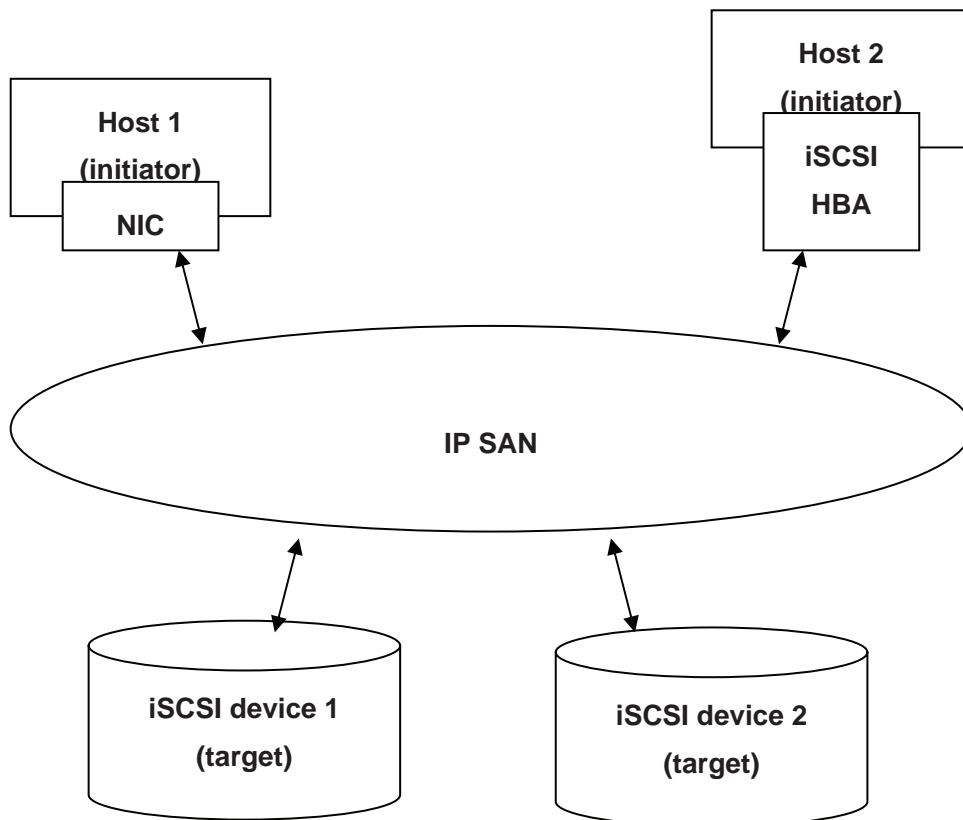 Host 1
(initiator)
NIC
Host 2
(initiator)
iSCSI
HBA
IP SAN
iSCSI device 1
(target)
iSCSI device 2
(target)